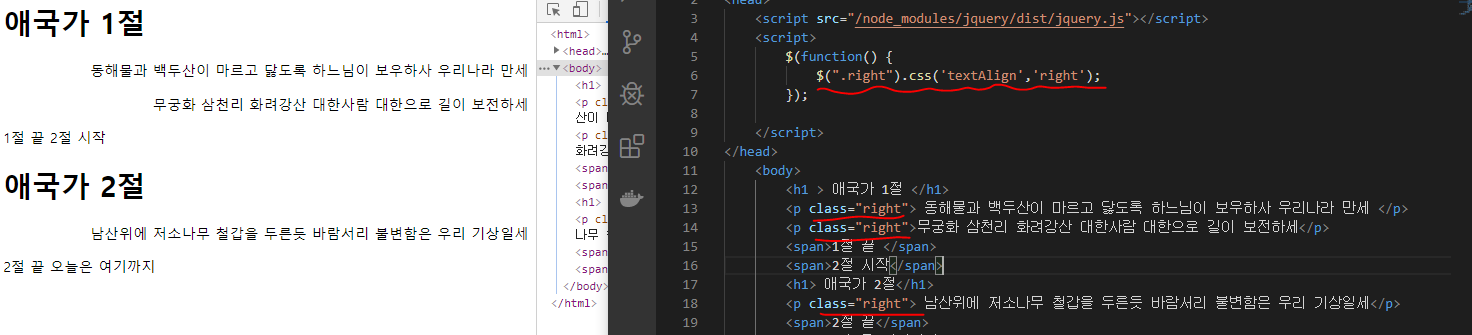 애국가 1절
동해물과 백두산이 마르고 닳도록 하느님이 보우하사 우리나라 만세
무궁화 삼천리 화려강산 대한사람 대한으로 길이 보전하세
1절 끝 2절 시작
애국가 2절
남산위에 저소나무 철갑을 두른듯 바람서리 불변함은 우리 기상일세
2절 끝 오늘은 여기까지
<html>
<head>…
<body>
<h1>
<p cl
산이
<p cl
화려강
<span
<span
<h1>
<p cl
나무
<span
<span
</body>
</html>
2 <head>
3 <script src="/node_modules/jquery/dist/jquery.js"></script>
4 <script>
5 $(function() {
6 $(".right").css('textAlign','right');
7 });
8
9 </script>
10 </head>
11 <body>
12 <h1 > 애국가 1절 </h1>
13 <p class="right"> 동해물과 백두산이 마르고 닳도록 하느님이 보우하사 우리나라 만세 </p>
14 <p class="right">무궁화 삼천리 화려강산 대한사람 대한으로 길이 보전하세</p>
15 <span>1절 끝 </span>
16 <span>2절 시작</span>
17 <h1> 애국가 2절</h1>
18 <p class="right"> 남산위에 저소나무 철갑을 두른듯 바람서리 불변함은 우리 기상일세</p>
19 <span>2절 끝</span>